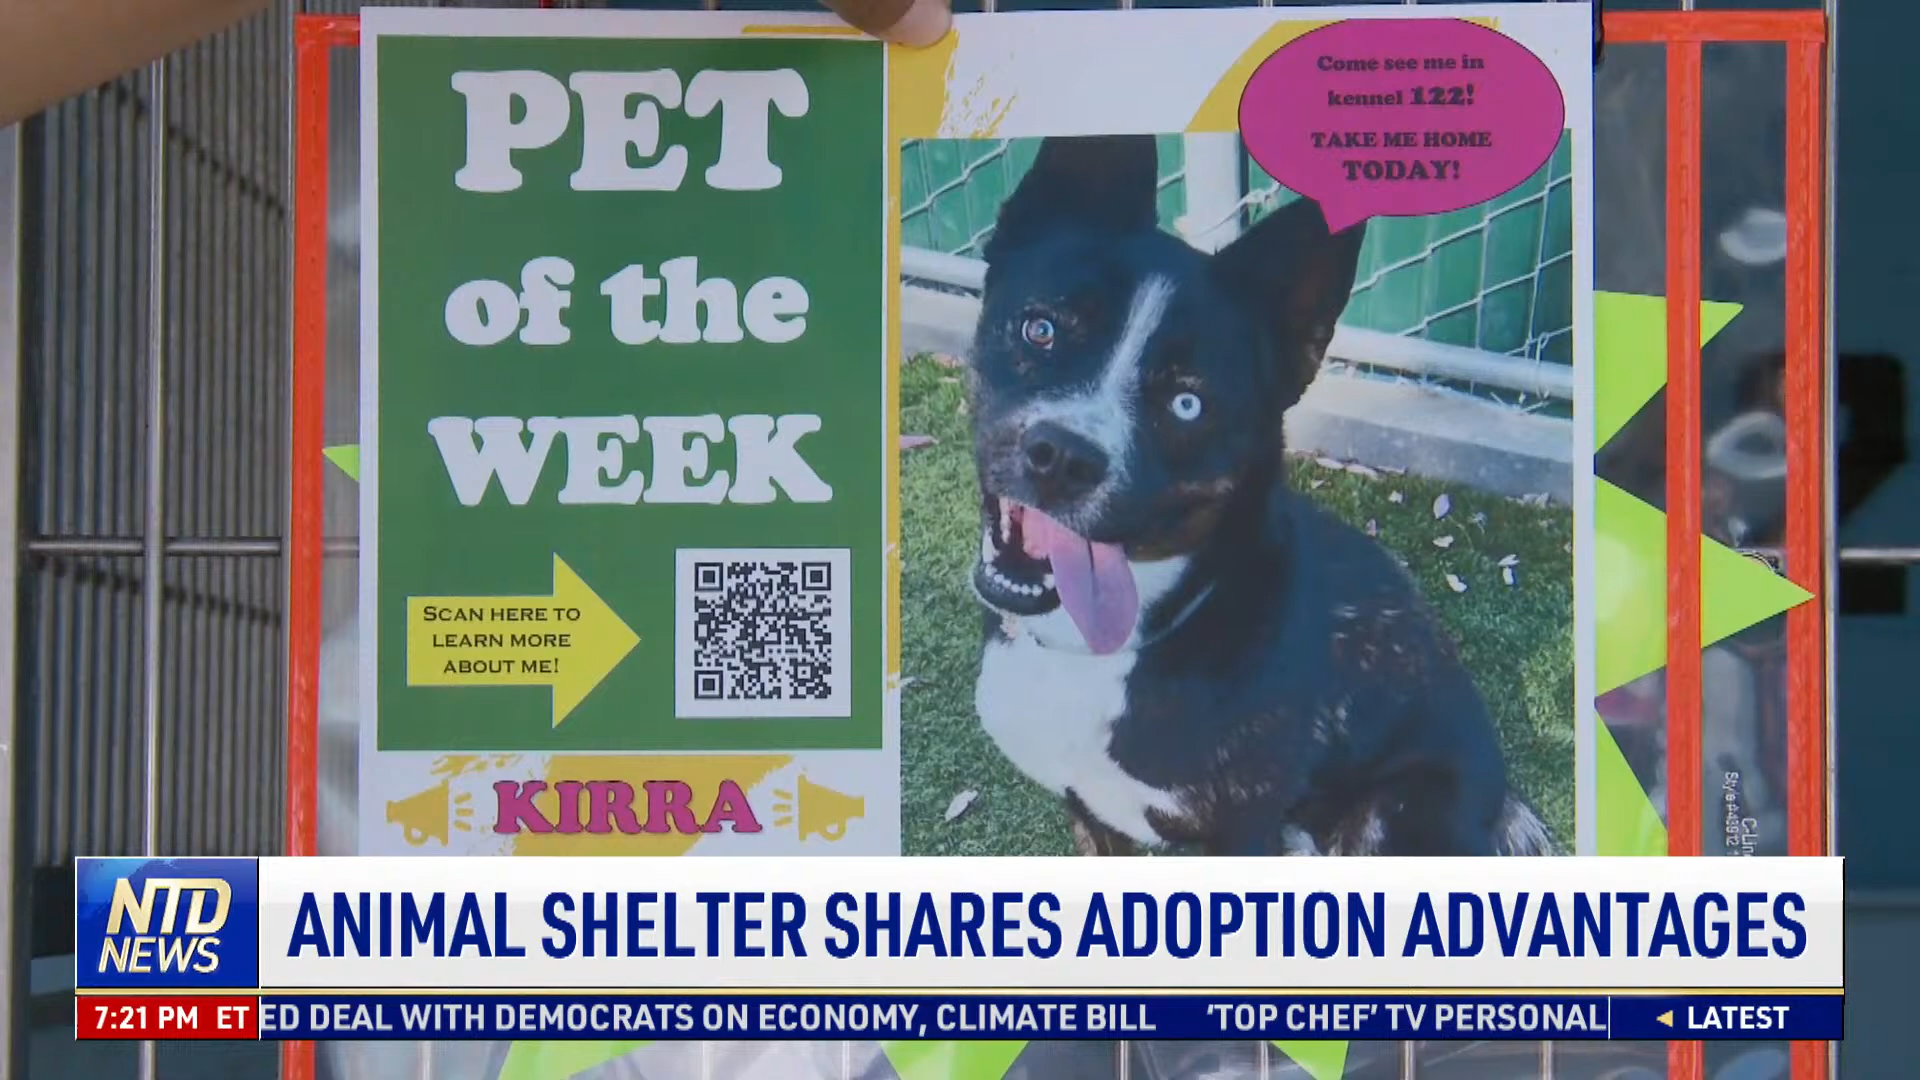 PET
of the
WEEK
SCAN HERE TO
LEARN MORE
ABOUT ME!
KIRRA
Come see me in
kennel 122!
TAKE ME HOME
TODAY!
NTD
NEWS
ANIMAL SHELTER SHARES ADOPTION ADVANTAGES
7:21 PM ET
ED DEAL WITH DEMOCRATS ON ECONOMY, CLIMATE BILL 'TOP CHEF' TV PERSONAL
LATEST